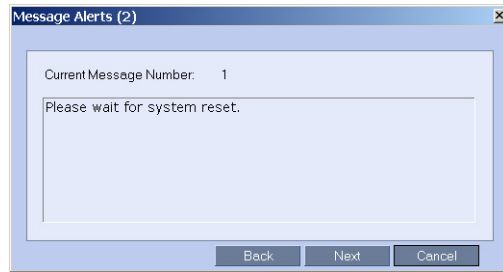 Message Alerts (2)
Current Message Number: 1
Please wait for system reset.
Back Next Cancel